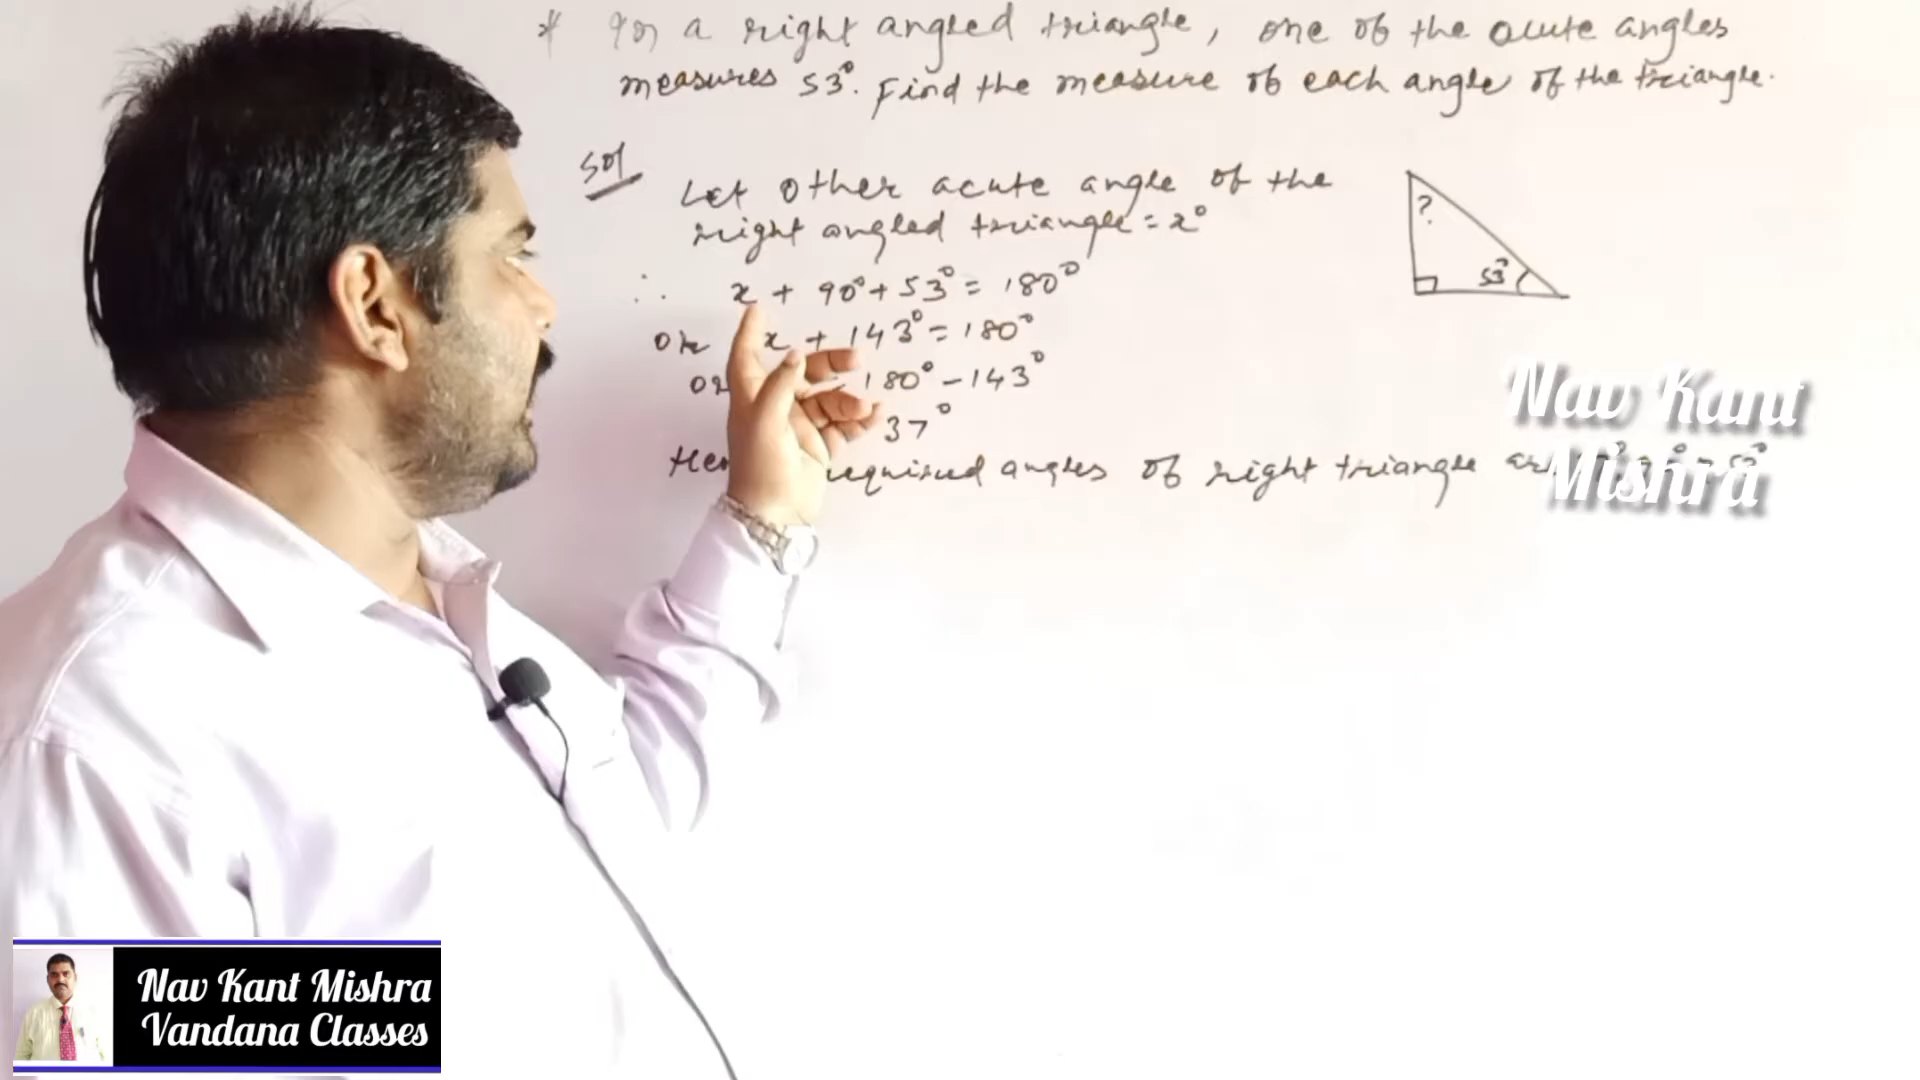 * In a right angled triangle, one of the acute angles
measures 53°. Find the measure of each angle of the triangle.
Sol
Let other acute angle of the
right angled triangle = x°
∴ x + 90° + 53° = 180°
or x + 143° = 180°
or 180° - 143°
37°
required angles of right triangle
?
53°
Nav Kant
Mishra
Nav Kant Mishra
Vandana Classes